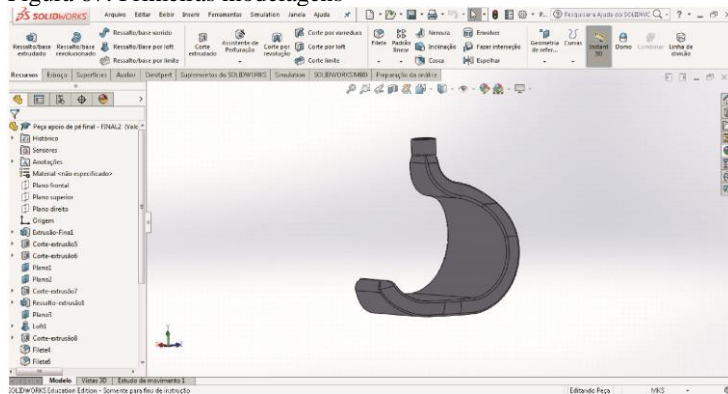 Figura 67: Primeiras modelagens
SOLIDWORKS Arquivo Editar Exibir Inserir Ferramentas Simulation Janela Ajuda
Pesquisar a Ajuda do SOLIDWORKS
Ressalto/base extrudado
Ressalto/base revolucionado
Ressalto/base varrido
Ressalto/base por loft
Ressalto/base por limite
Corte extrudado
Assistente de Perfuração
Corte por revolução
Corte por varredura
Corte por loft
Corte limite
Filete
Padrão linear
Nervura
Inclinação
Casca
Envolver
Fazer interseção
Espelhar
Geometria de refer...
Curvas
Instant 3D
Domo
Combinar
Linha de divisão
Recursos Esboço Superfícies Avaliar DimXpert Suplementos do SOLIDWORKS Simulation SOLIDWORKS MBD Preparação da análise
Peça apoio de pé final - FINAL2 (Vale
Histórico
Sensores
Anotações
Material <não especificado>
Plano frontal
Plano superior
Plano direito
Origem
Extrusão-Fina1
Corte-extrusão5
Corte-extrusão6
Plano1
Plano2
Corte-extrusão7
Ressalto-extrusão1
Plano3
Loft1
Corte-extrusão8
Filete4
Filete6
Modelo Vistas 3D Estudo de movimento 1
SOLIDWORKS Education Edition - Somente para fins de instrução
Editando Peça MKS